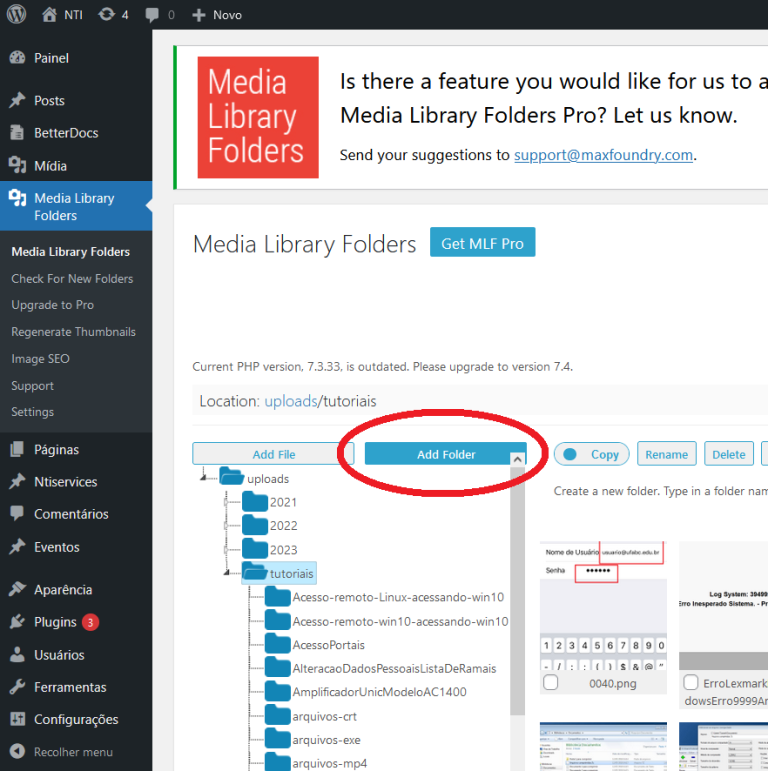 NTI 4 0 Novo
Painel
Posts
BetterDocs
Mídia
Media Library
Folders
Media Library Folders
Check For New Folders
Upgrade to Pro
Regenerate Thumbnails
Image SEO
Support
Settings
Páginas
Ntiservices
Comentários
Eventos
Aparência
Plugins 3
Usuários
Ferramentas
Configurações
Recolher menu
Media
Library
Folders
Is there a feature you would like for us to a
Media Library Folders Pro? Let us know.
Send your suggestions to support@maxfoundry.com.
Media Library Folders Get MLF Pro
Current PHP version, 7.3.33, is outdated. Please upgrade to version 7.4.
Location: uploads/tutoriais
Add File Add Folder Copy Rename Delete
Create a new folder. Type in a folder nam
uploads
2021
2022
2023
tutoriais
Acesso-remoto-Linux-acessando-win10
Acesso-remoto-win10-acessando-win10
AcessoPortais
AlteracaoDadosPessoaisListaDeRamais
AmplificadorUnicModeloAC1400
arquivos-crt
arquivos-exe
arquivos-mp4
Nome de Usuário usuario@ufabc.edu.br
Senha ••••••
1 2 3 4 5 6 7 8 9 0
- / : ; ( ) $ & @ "
0040.png
Log System: 39499
Erro Inesperado Sistema. - Pr
ErroLexmark
dowsErro9999Ar